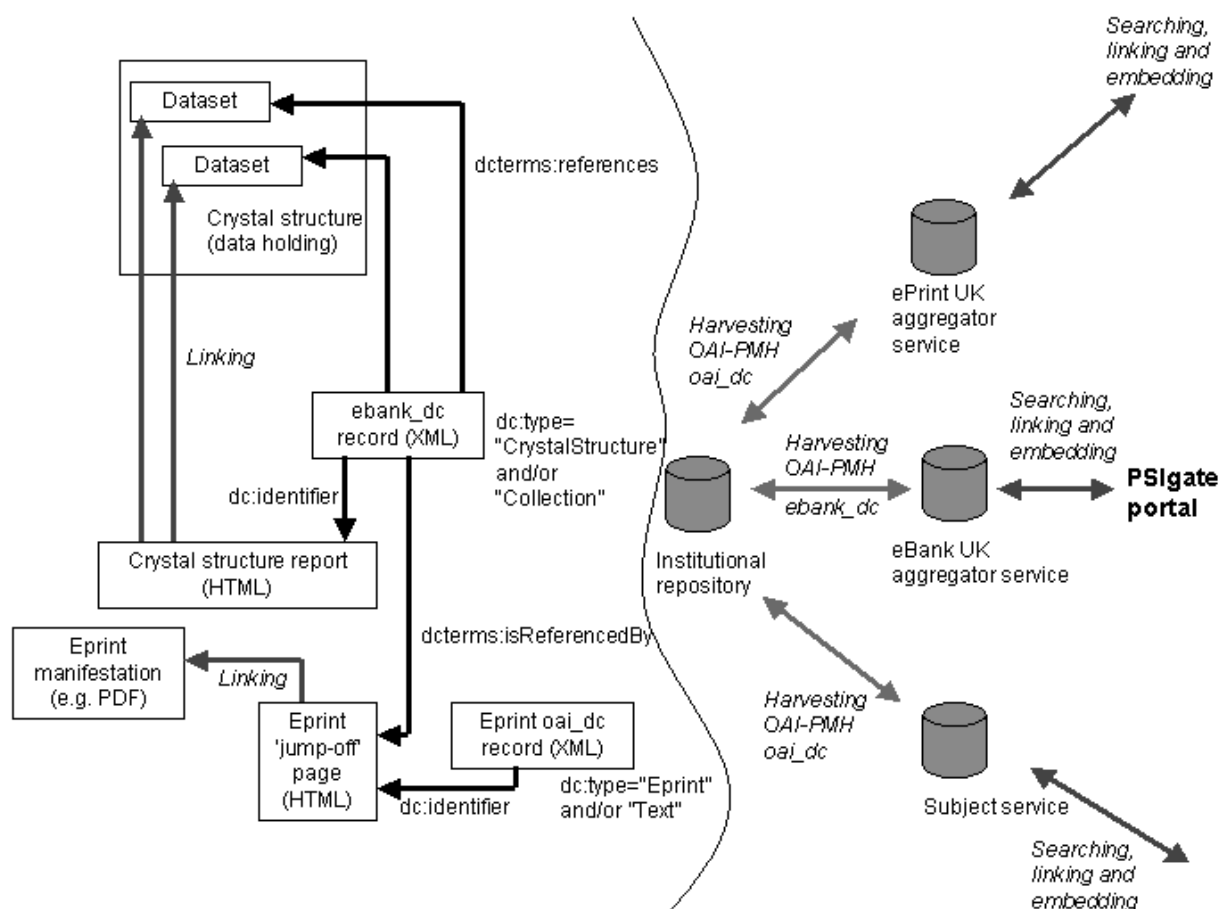 Dataset
Dataset
Crystal structure
(data holding)
dcterms:references
Linking
ebank_dc
record (XML)
dc:type=
"CrystalStructure"
and/or
"Collection"
dc:identifier
Crystal structure report
(HTML)
dcterms:isReferencedBy
Eprint
manifestation
(e.g. PDF)
Linking
Eprint
'jump-off'
page
(HTML)
Eprint oai_dc
record (XML)
dc:identifier
dc:type="Eprint"
and/or "Text"
Searching,
linking and
embedding
ePrint UK
aggregator
service
Harvesting
OAI-PMH
oai_dc
Institutional
repository
Harvesting
OAI-PMH
ebank_dc
eBank UK
aggregator service
Searching,
linking and
embedding
PSIgate
portal
Harvesting
OAI-PMH
oai_dc
Subject service
Searching,
linking and
embedding